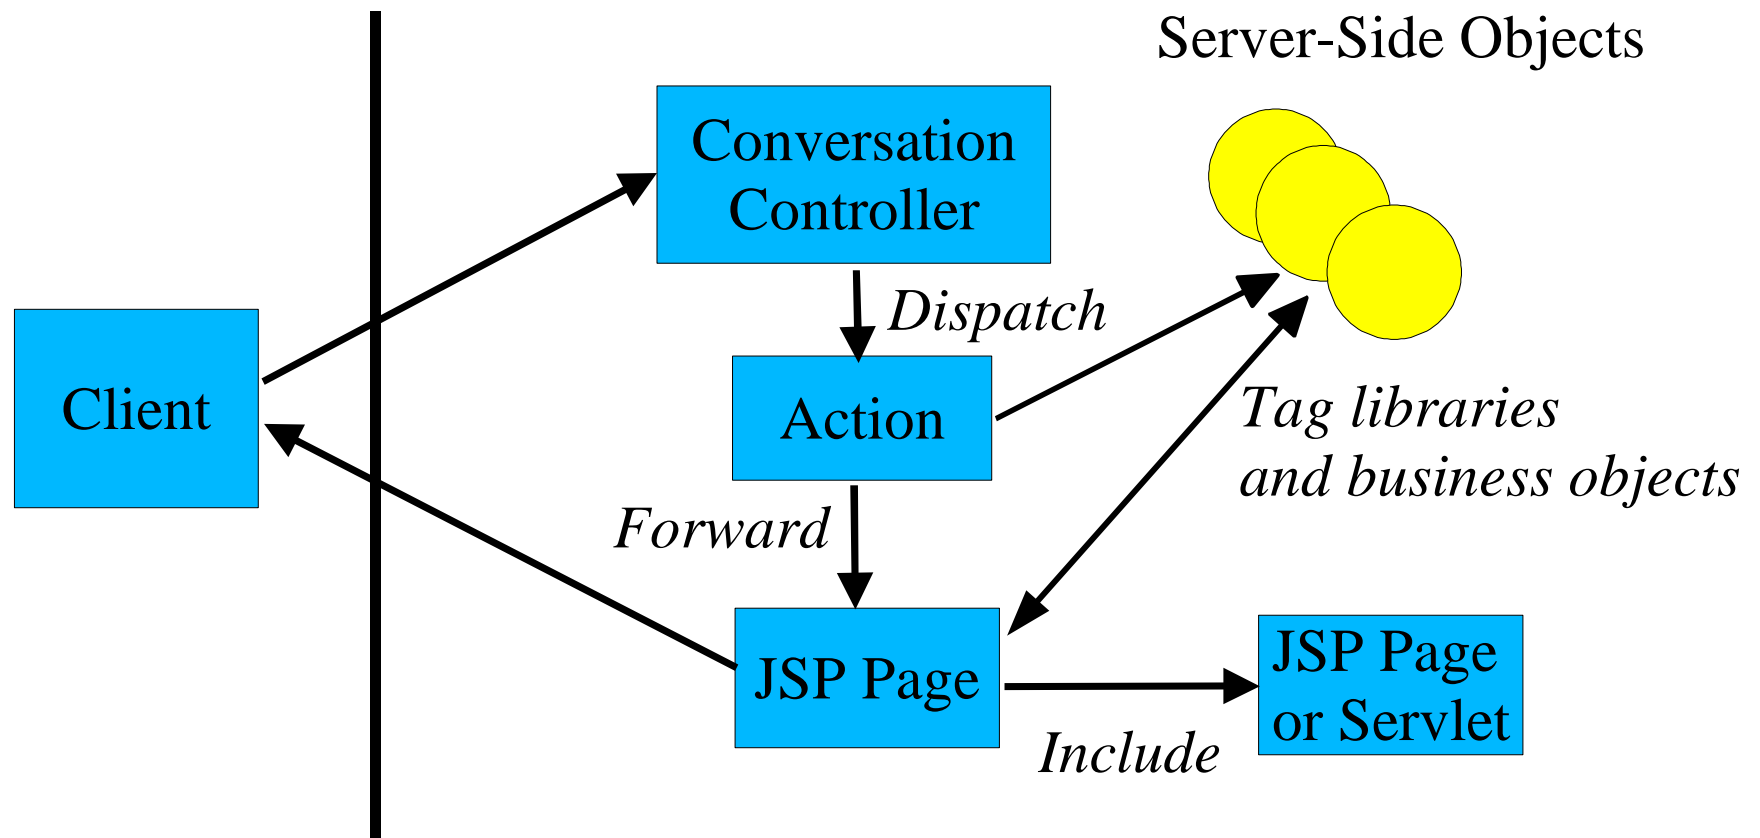 Server-Side Objects
Conversation
Controller
Dispatch
Client
Action
Tag libraries
and business objects
Forward
JSP Page
JSP Page
or Servlet
Include